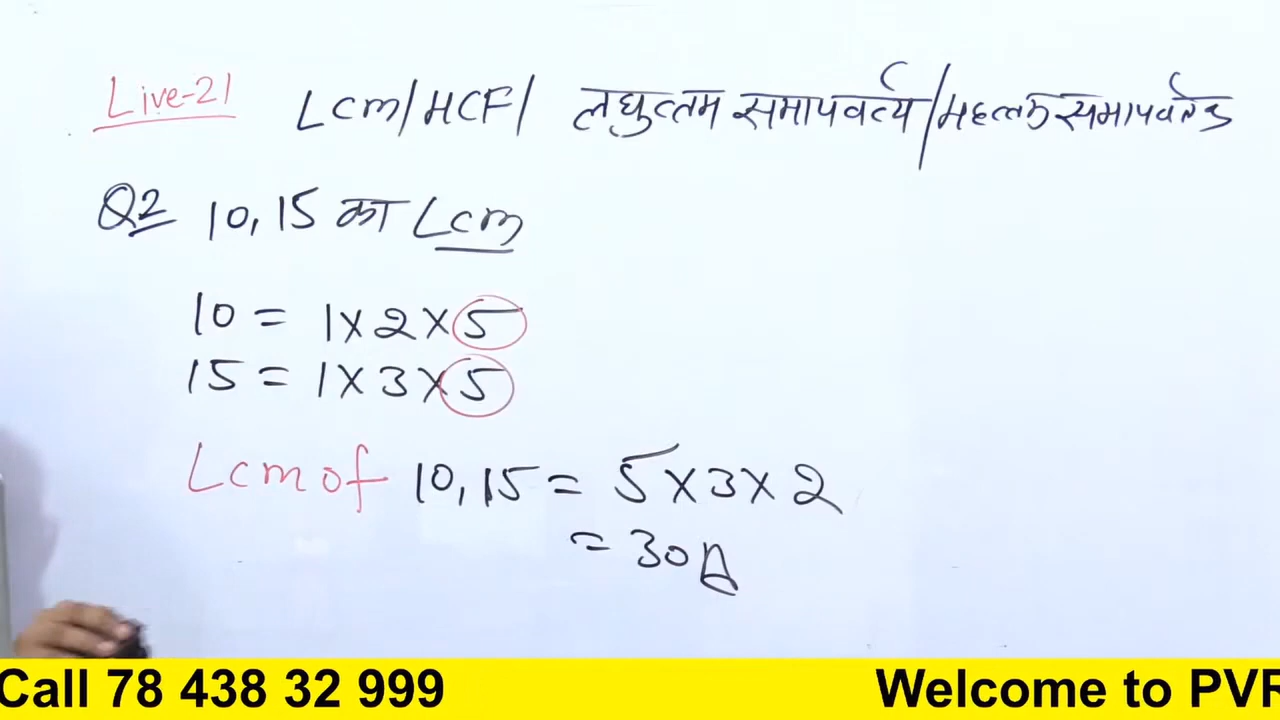 Live-21 Lcm/HCF/ लघुत्तम समापवर्त्य/महत्तम समापवर्तक
Q2 10, 15 का Lcm
10 = 1×2×5
15 = 1×3×5
Lcm of 10, 15 = 5×3×2
= 30 A
Call 78 438 32 999 Welcome to PVR